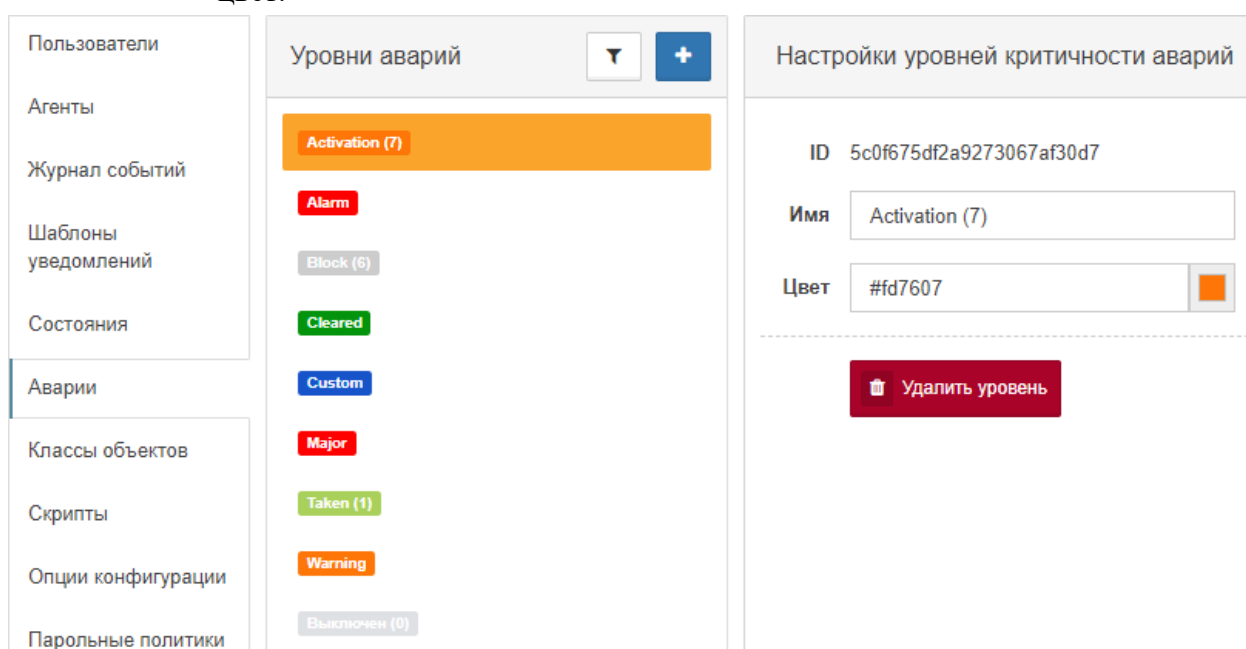 цвет.
Пользователи
Агенты
Журнал событий
Шаблоны
уведомлений
Состояния
Аварии
Классы объектов
Скрипты
Опции конфигурации
Парольные политики
Уровни аварий
Activation (7)
Alarm
Block (6)
Cleared
Custom
Major
Taken (1)
Warning
Выключен (0)
Настройки уровней критичности аварий
ID 5c0f675df2a9273067af30d7
Имя Activation (7)
Цвет #fd7607
Удалить уровень